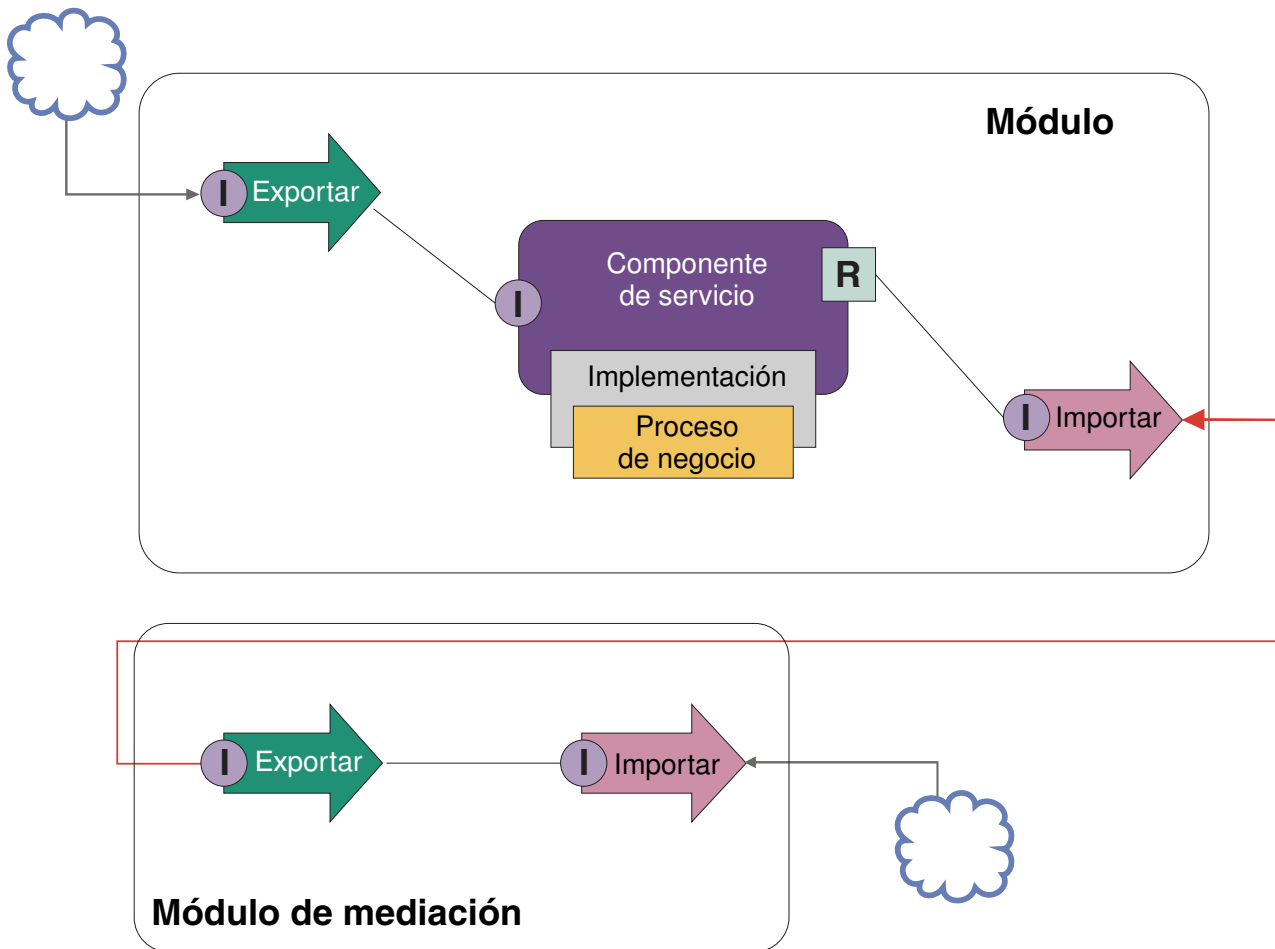 Módulo
I
Exportar
Componente
de servicio
R
I
Implementación
I
Importar
Proceso
de negocio
I
Exportar
I
Importar
Módulo de mediación